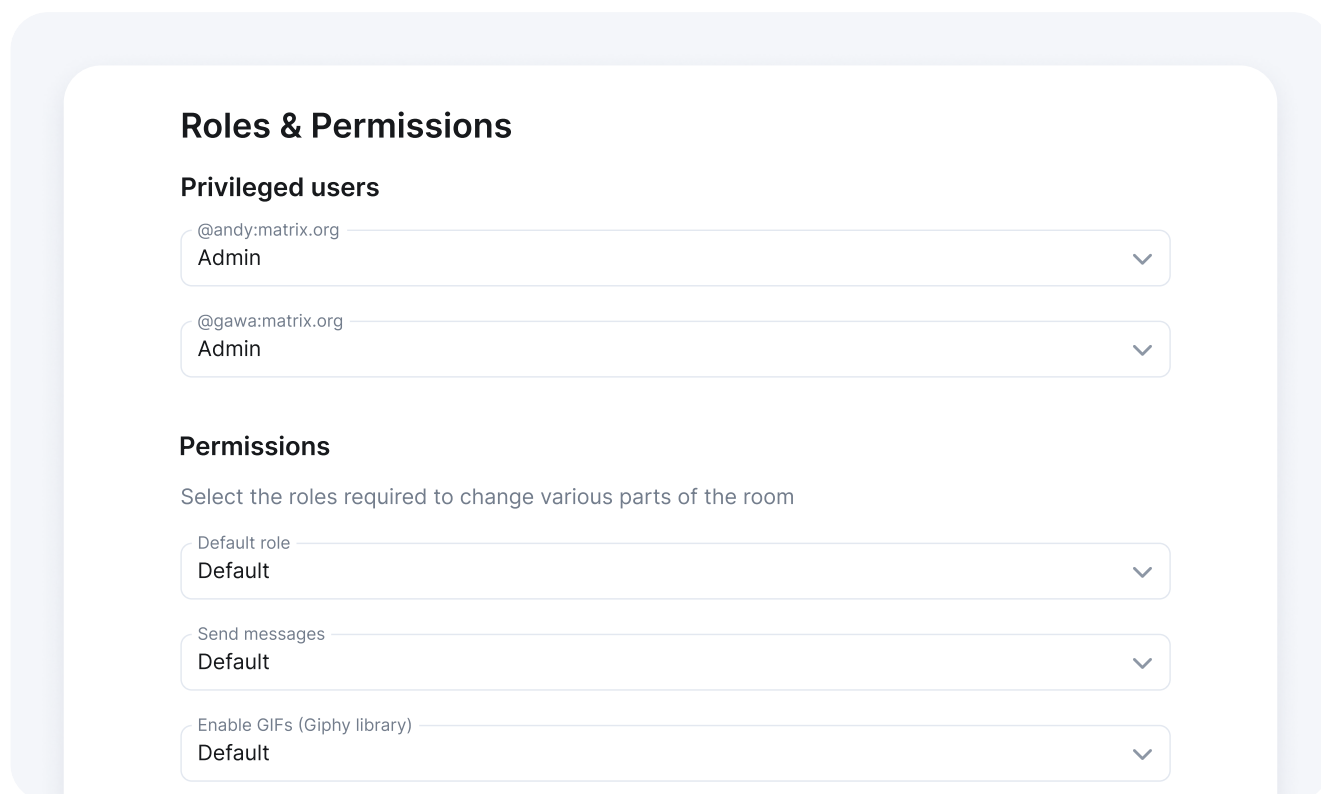 Roles & Permissions
Privileged users
@andy:matrix.org
Admin
@gawa:matrix.org
Admin
Permissions
Select the roles required to change various parts of the room
Default role
Default
Send messages
Default
Enable GIFs (Giphy library)
Default